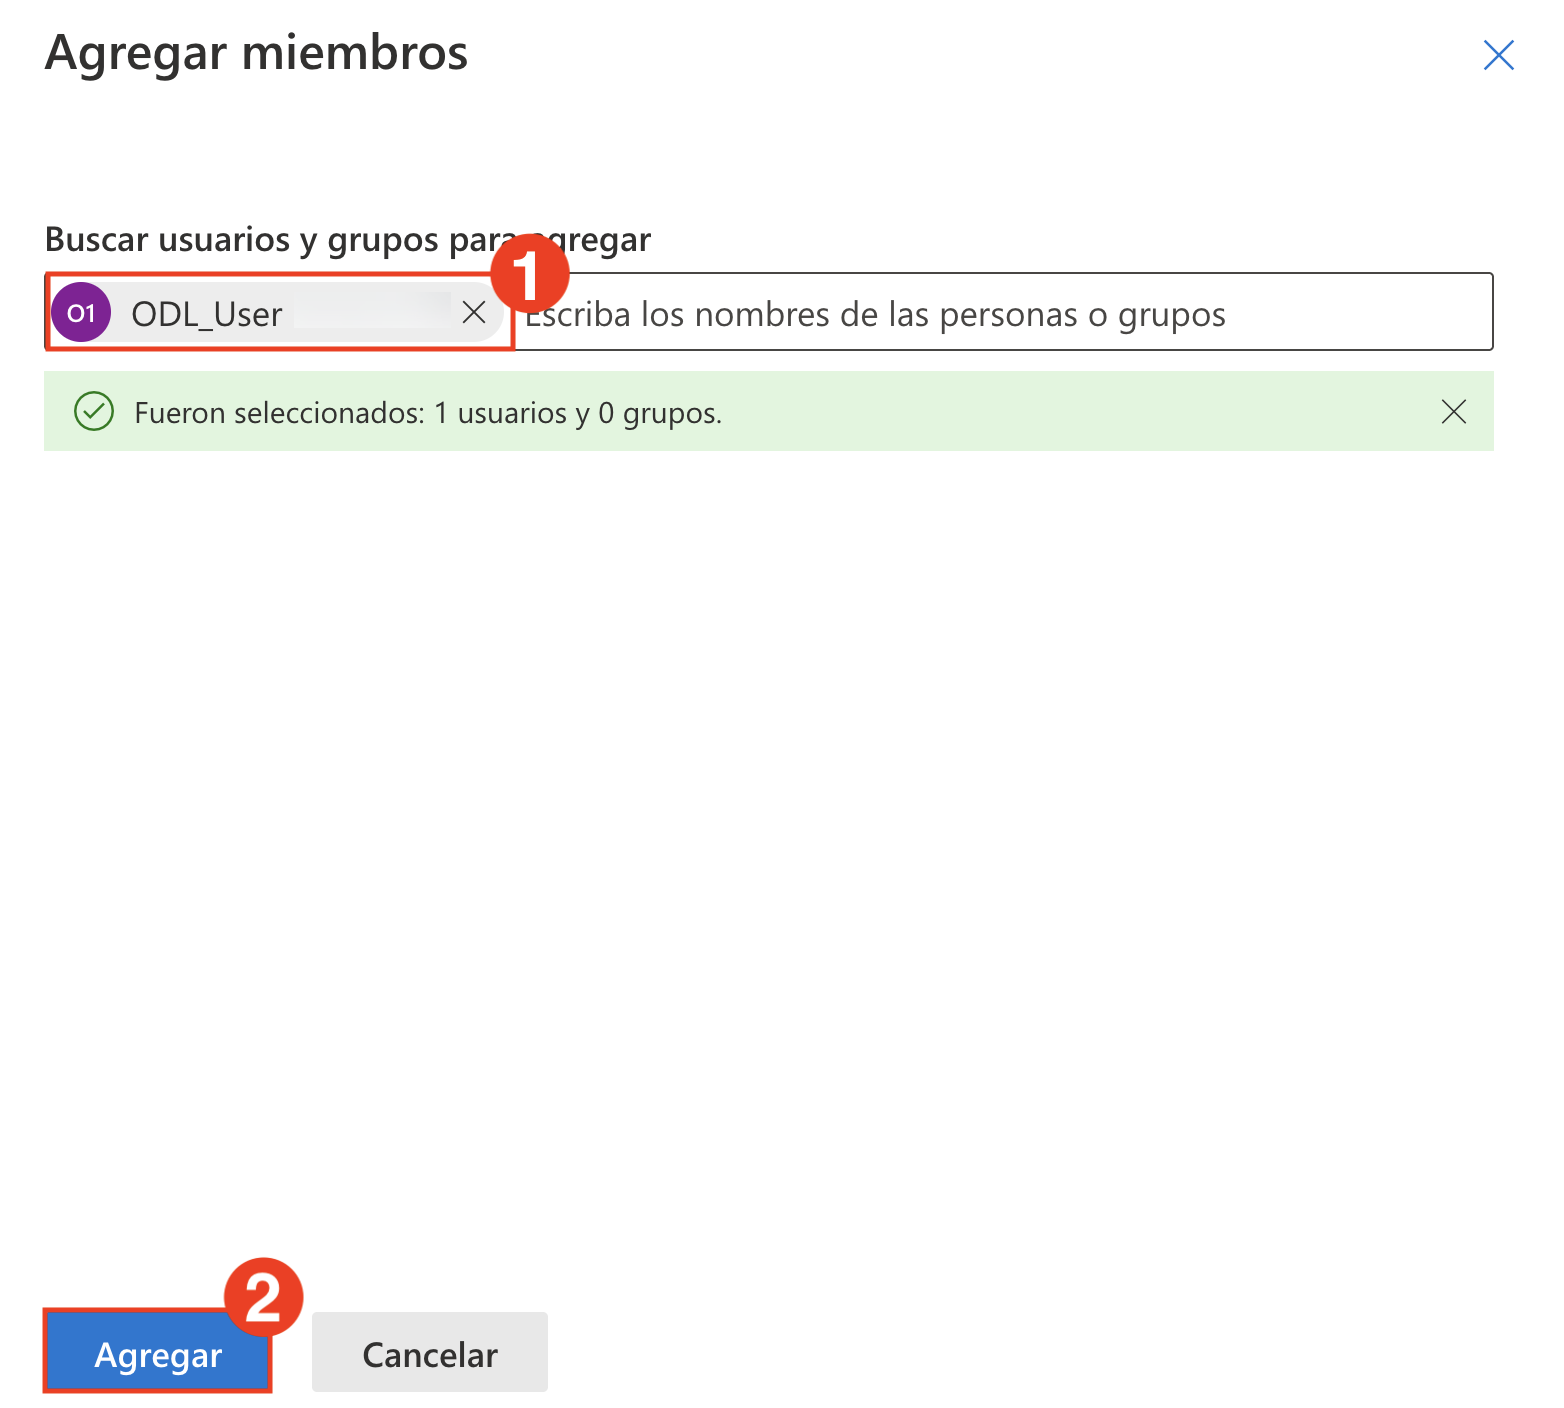 Agregar miembros
Buscar usuarios y grupos para agregar
1
O1 ODL_User Escriba los nombres de las personas o grupos
Fueron seleccionados: 1 usuarios y 0 grupos.
2
Agregar Cancelar